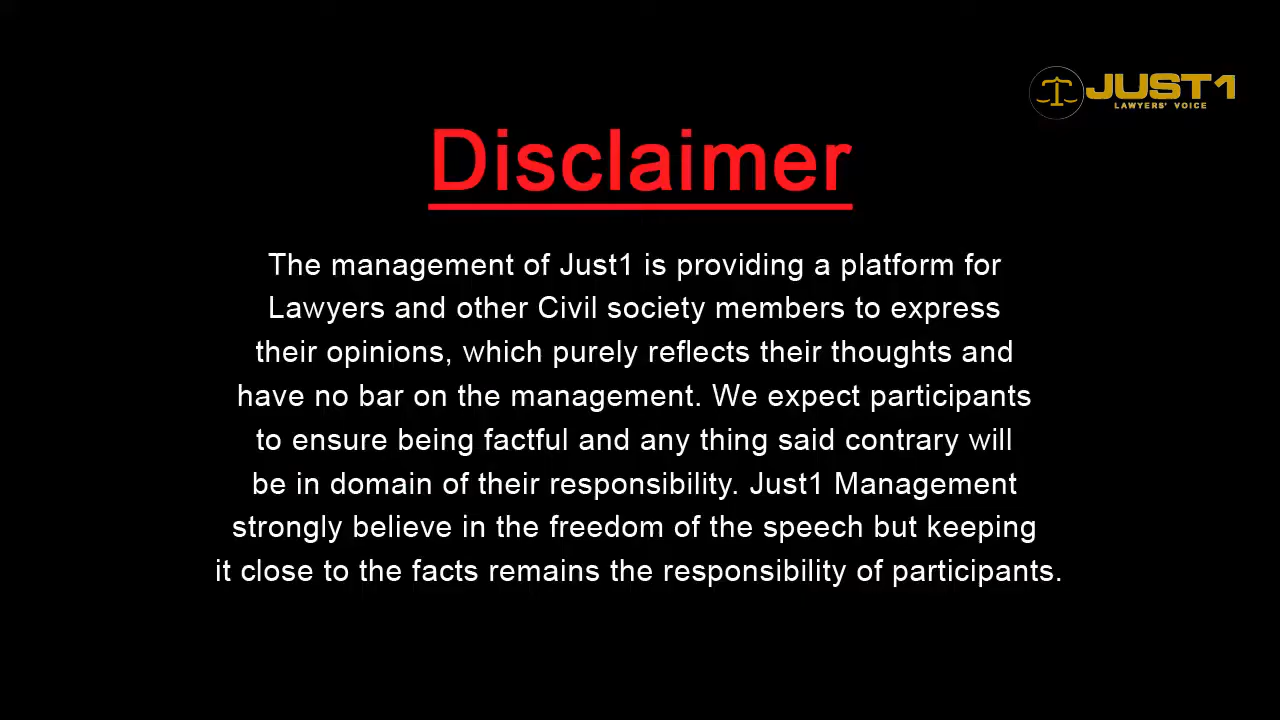 JUST1
LAWYERS' VOICE
Disclaimer
The management of Just1 is providing a platform for
Lawyers and other Civil society members to express
their opinions, which purely reflects their thoughts and
have no bar on the management. We expect participants
to ensure being factful and any thing said contrary will
be in domain of their responsibility. Just1 Management
strongly believe in the freedom of the speech but keeping
it close to the facts remains the responsibility of participants.